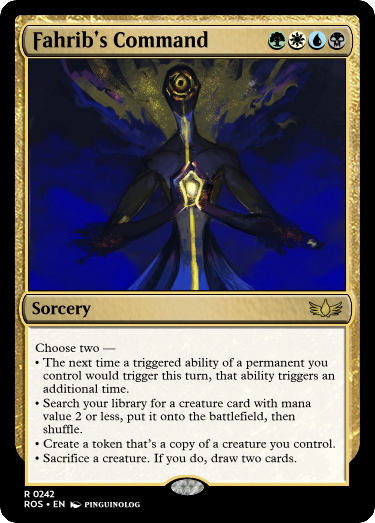 Fahrib's Command
Sorcery
Choose two —
• The next time a triggered ability of a permanent you
control would trigger this turn, that ability triggers an
additional time.
• Search your library for a creature card with mana
value 2 or less, put it onto the battlefield, then
shuffle.
• Create a token that's a copy of a creature you control.
• Sacrifice a creature. If you do, draw two cards.
R 0242
ROS • EN PINGUINOLOG